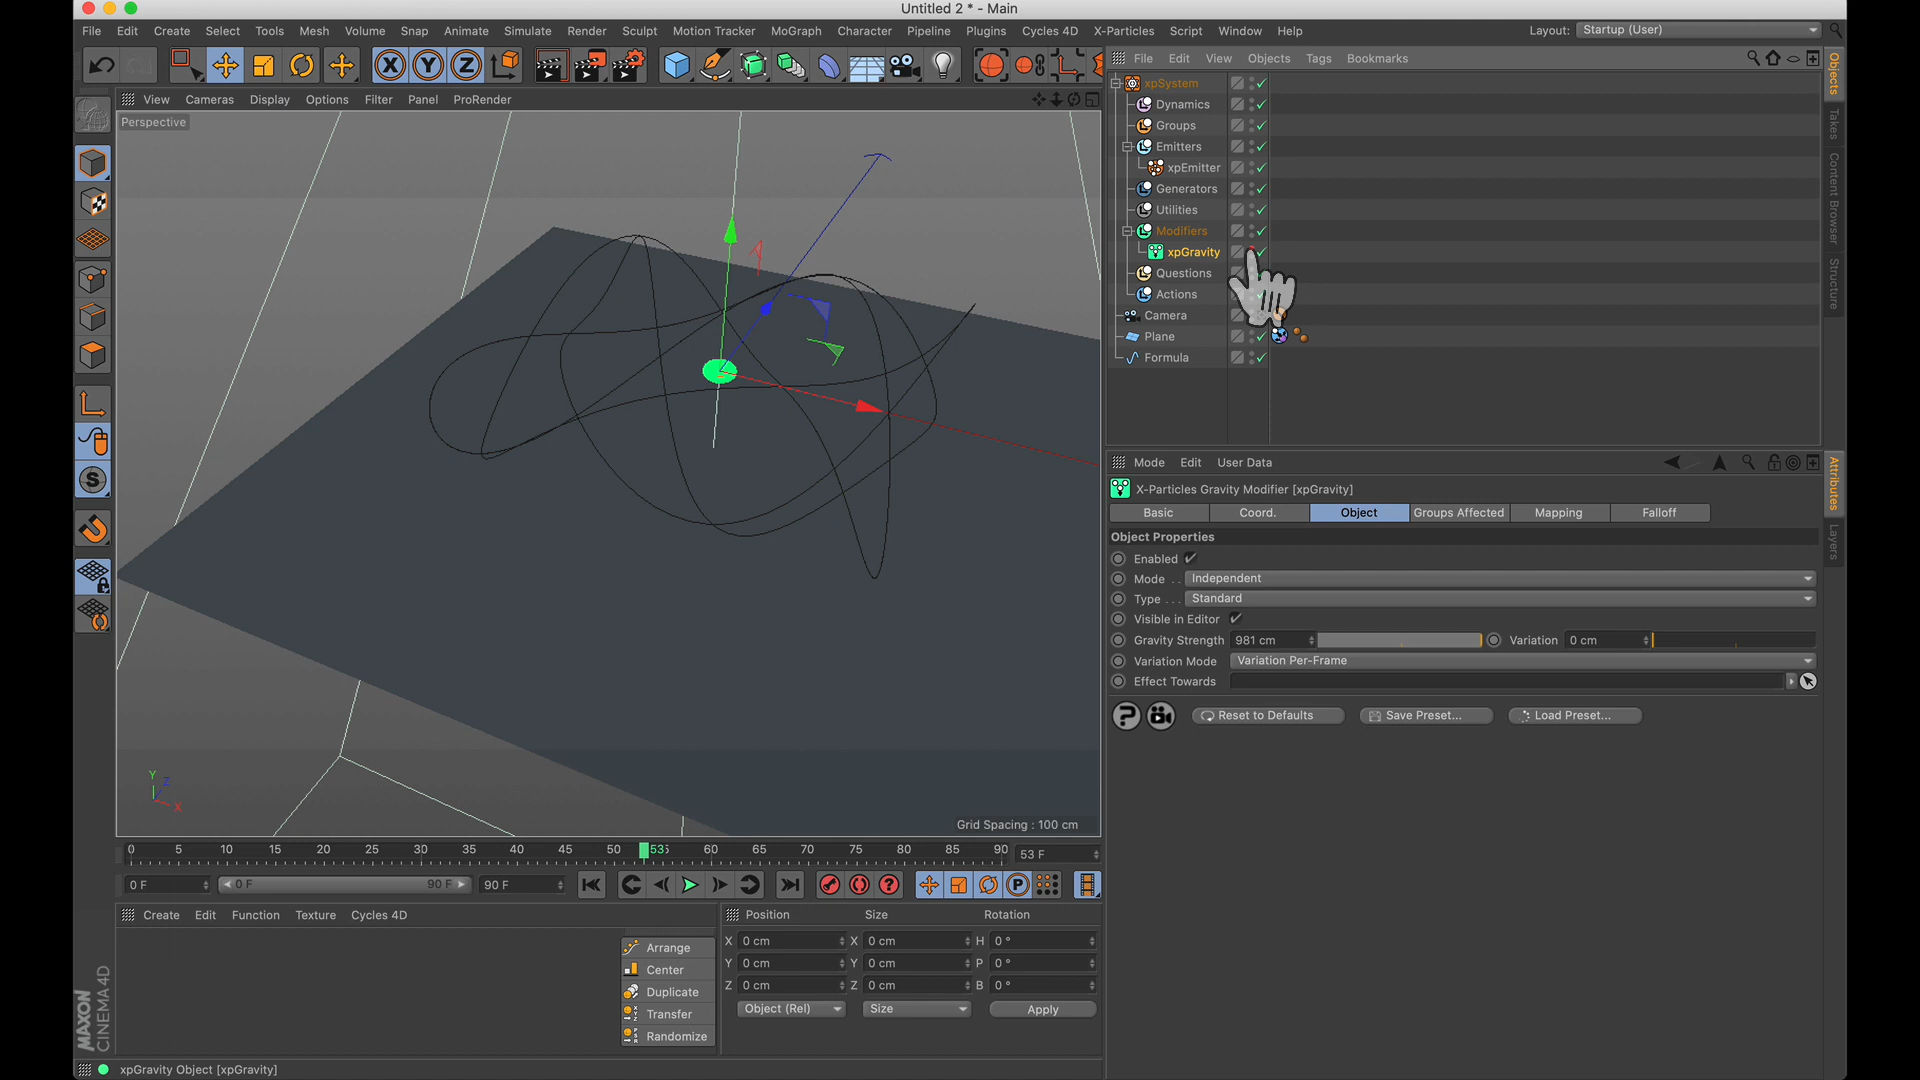 Untitled 2 * - Main
File Edit Create Select Tools Mesh Volume Snap Animate Simulate Render Sculpt Motion Tracker MoGraph Character Pipeline Plugins Cycles 4D X-Particles Script Window Help Layout: Startup (User)
View Cameras Display Options Filter Panel ProRender
Perspective
Grid Spacing : 100 cm
Y
Z
X
File Edit View Objects Tags Bookmarks
xpSystem
Dynamics
Groups
Emitters
xpEmitter
Generators
Utilities
Modifiers
xpGravity
Questions
Actions
Camera
Plane
Formula
Objects
Takes
Content Browser
Structure
Attributes
Layers
Mode Edit User Data
X-Particles Gravity Modifier [xpGravity]
Basic Coord. Object Groups Affected Mapping Falloff
Object Properties
Enabled
Mode . . Independent
Type . . . Standard
Visible in Editor
Gravity Strength 981 cm Variation 0 cm
Variation Mode Variation Per-Frame
Effect Towards
Reset to Defaults Save Preset... Load Preset...
0 5 10 15 20 25 30 35 40 45 50 53 60 65 70 75 80 85 90 53 F
0 F 0 F 90 F 90 F
Create Edit Function Texture Cycles 4D
Arrange
Center
Duplicate
Transfer
Randomize
Position Size Rotation
X 0 cm X 0 cm H 0 °
Y 0 cm Y 0 cm P 0 °
Z 0 cm Z 0 cm B 0 °
Object (Rel) Size Apply
MAXON
CINEMA 4D
xpGravity Object [xpGravity]